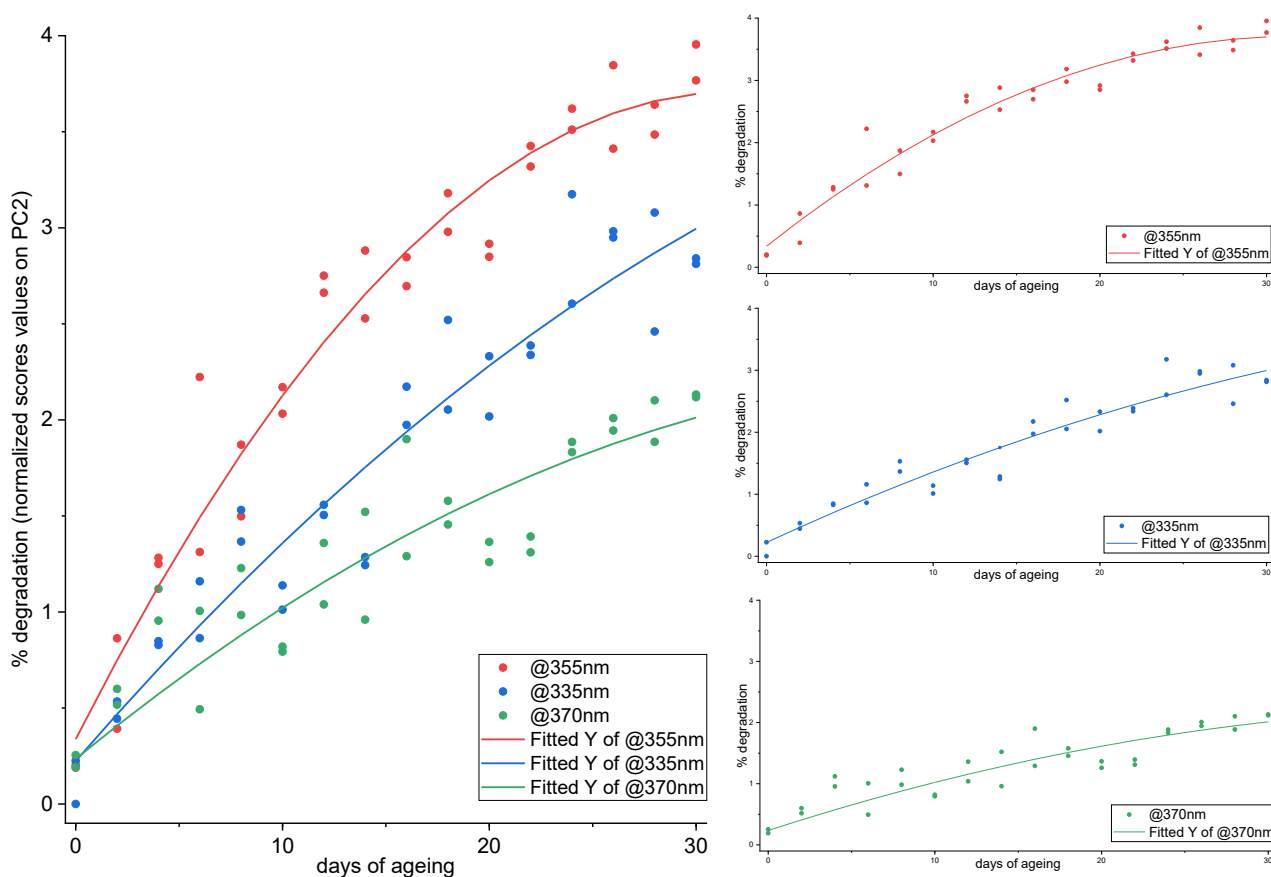 % degradation (normalized scores values on PC2)
4
3
2
1
0
0
10
20
30
days of ageing
@355nm
@335nm
@370nm
Fitted Y of @355nm
Fitted Y of @335nm
Fitted Y of @370nm
% degradation
4
3
2
1
0
0
10
20
30
days of ageing
@355nm
Fitted Y of @355nm
% degradation
4
3
2
1
0
0
10
20
30
days of ageing
@335nm
Fitted Y of @335nm
% degradation
4
3
2
1
0
0
10
20
30
days of ageing
@370nm
Fitted Y of @370nm